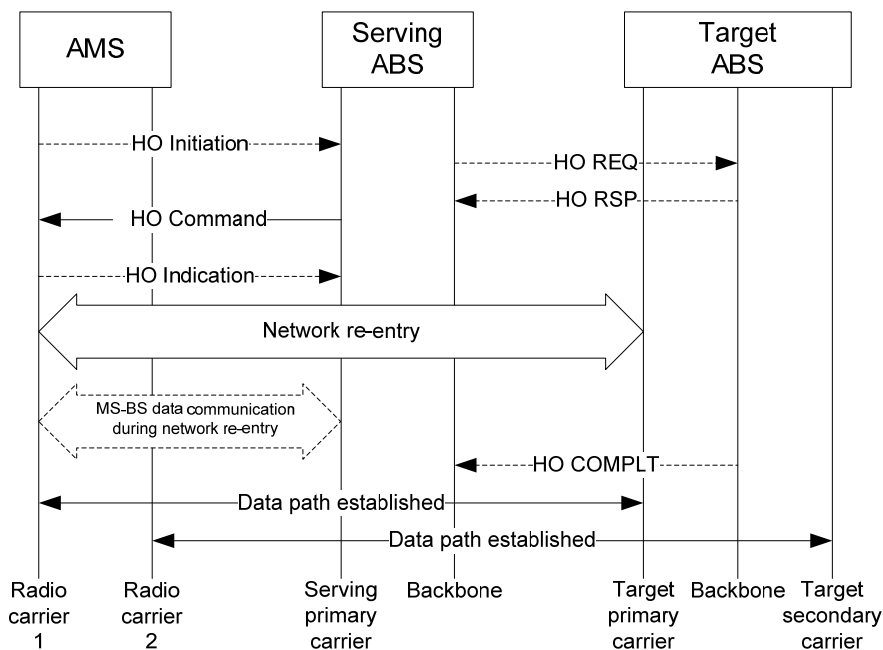 AMS
Serving
ABS
Target
ABS
HO Initiation
HO REQ
HO RSP
HO Command
HO Indication
Network re-entry
MS-BS data communication
during network re-entry
HO COMPLT
Data path established
Data path established
Radio
carrier
1
Radio
carrier
2
Serving
primary
carrier
Backbone
Target
primary
carrier
Backbone
Target
secondary
carrier